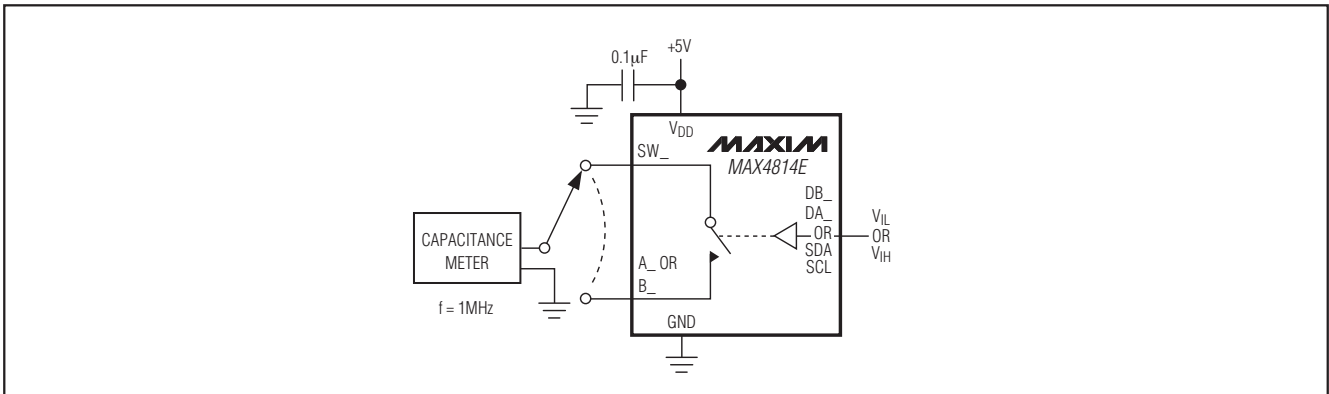 +5V
0.1µF
VDD
MAXIM
MAX4814E
SW_
DB_
DA_
OR
SDA
SCL
VIL
OR
VIH
CAPACITANCE
METER
f = 1MHz
A_ OR
B_
GND